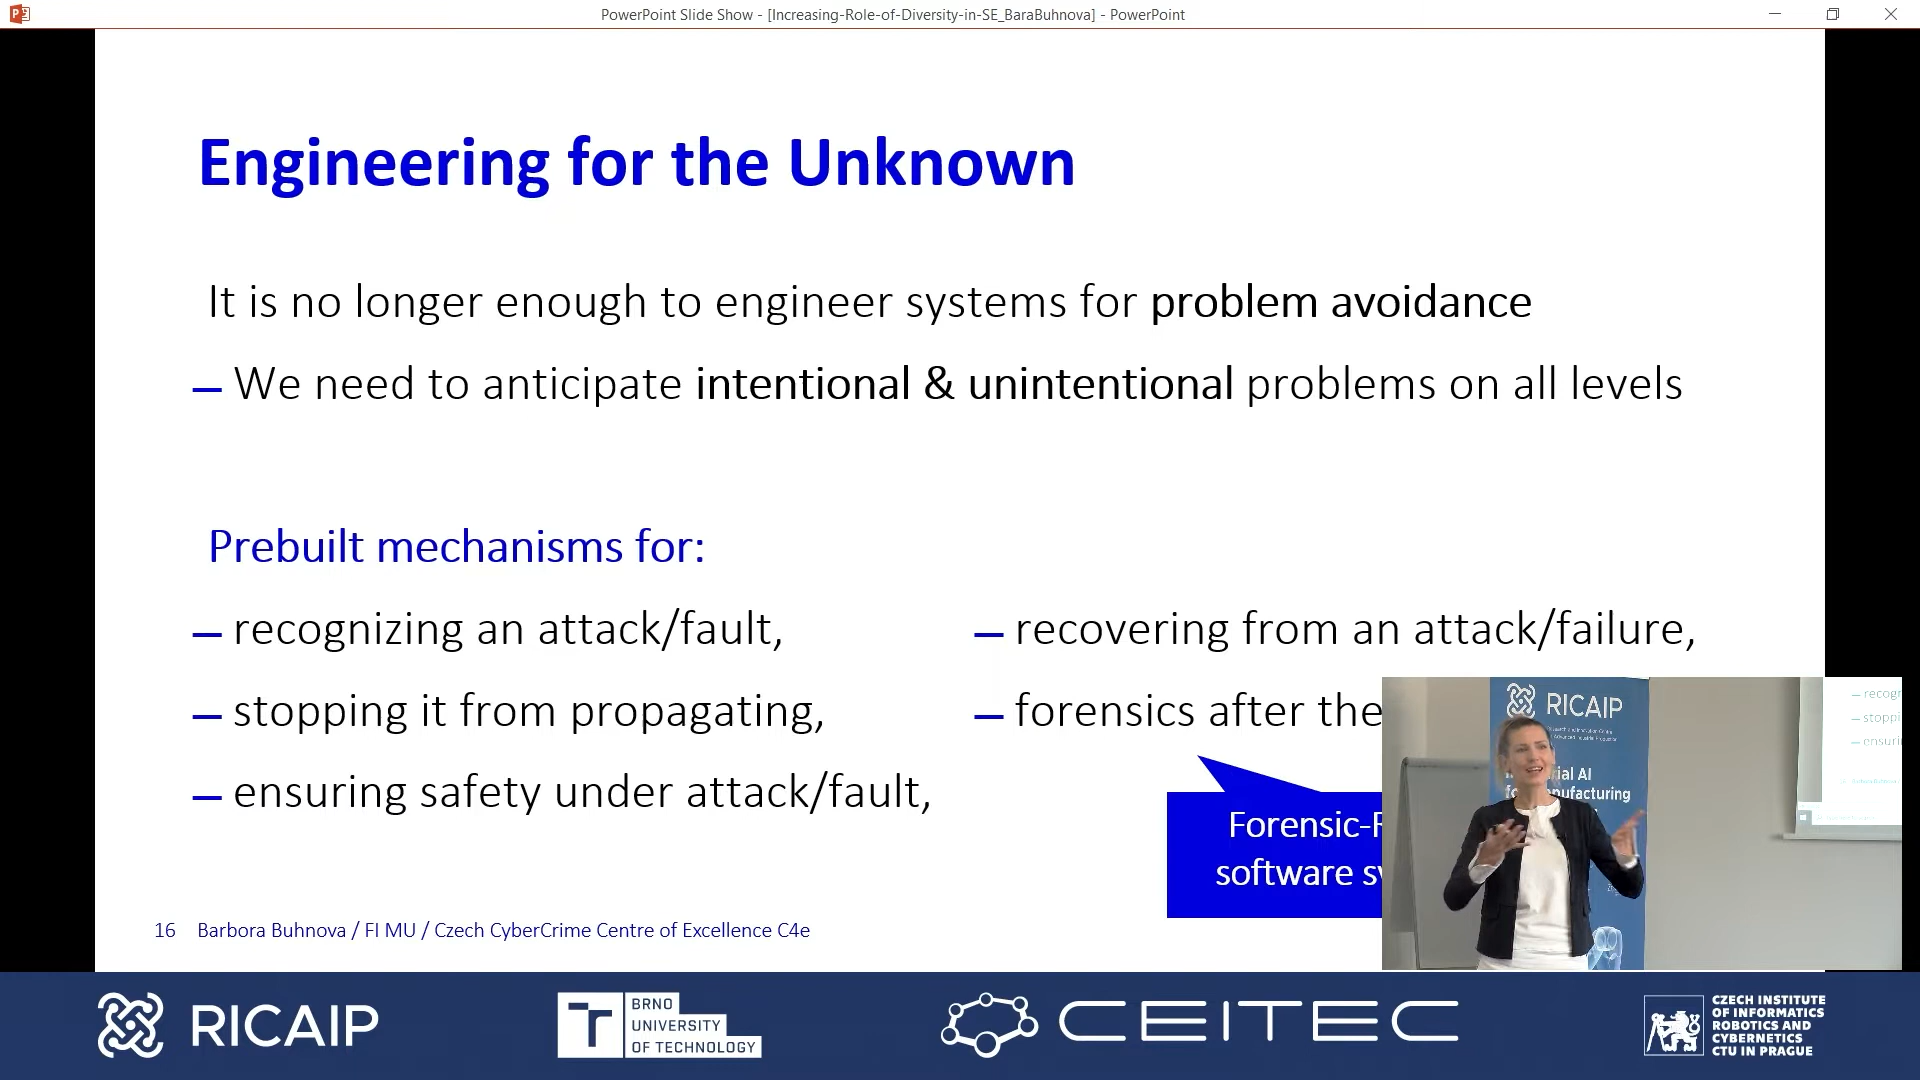 PowerPoint Slide Show - [Increasing-Role-of-Diversity-in-SE_BaraBuhnova] - PowerPoint
Engineering for the Unknown
It is no longer enough to engineer systems for problem avoidance
– We need to anticipate intentional & unintentional problems on all levels
Prebuilt mechanisms for:
– recognizing an attack/fault,
– stopping it from propagating,
– ensuring safety under attack/fault,
– recovering from an attack/failure,
– forensics after the
Forensic-
software
16 Barbora Buhnova / FI MU / Czech CyberCrime Centre of Excellence C4e
RICAIP
RICAIP
BRNO
UNIVERSITY
OF TECHNOLOGY
CEITEC
CZECH INSTITUTE
OF INFORMATICS
ROBOTICS AND
CYBERNETICS
CTU IN PRAGUE